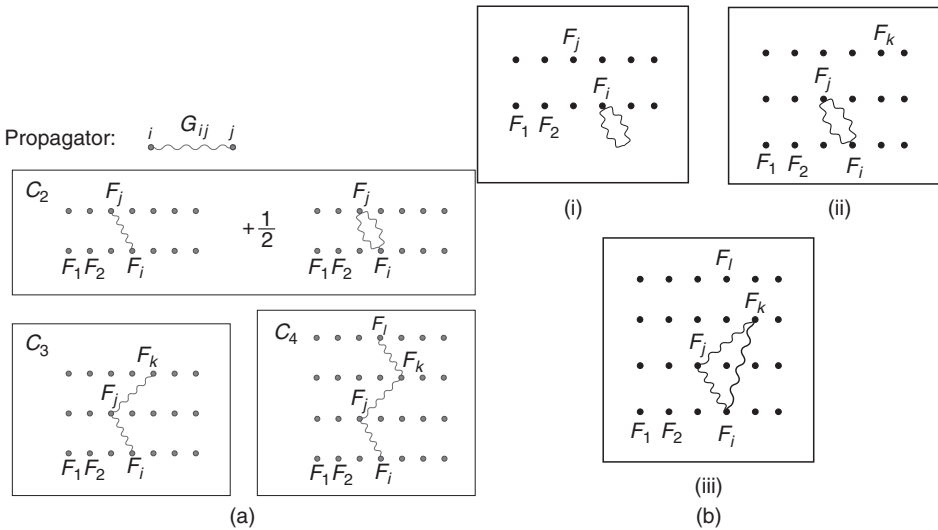 Propagator: i G_ij j
C_2
F_j
F_1 F_2 F_i
+ 1/2
F_j
F_1 F_2 F_i
C_3
F_k
F_j
F_1 F_2 F_i
C_4
F_l
F_k
F_j
F_1 F_2 F_i
(a)
F_j
F_i
F_1 F_2
(i)
F_k
F_j
F_1 F_2 F_i
(ii)
F_l
F_k
F_j
F_1 F_2 F_i
(iii)
(b)